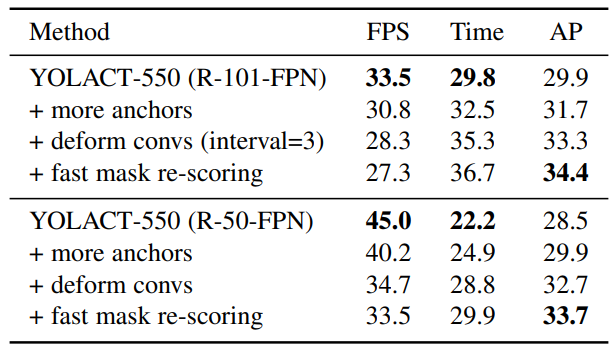 Method FPS Time AP
YOLACT-550 (R-101-FPN) 33.5 29.8 29.9
+ more anchors 30.8 32.5 31.7
+ deform convs (interval=3) 28.3 35.3 33.3
+ fast mask re-scoring 27.3 36.7 34.4
YOLACT-550 (R-50-FPN) 45.0 22.2 28.5
+ more anchors 40.2 24.9 29.9
+ deform convs 34.7 28.8 32.7
+ fast mask re-scoring 33.5 29.9 33.7